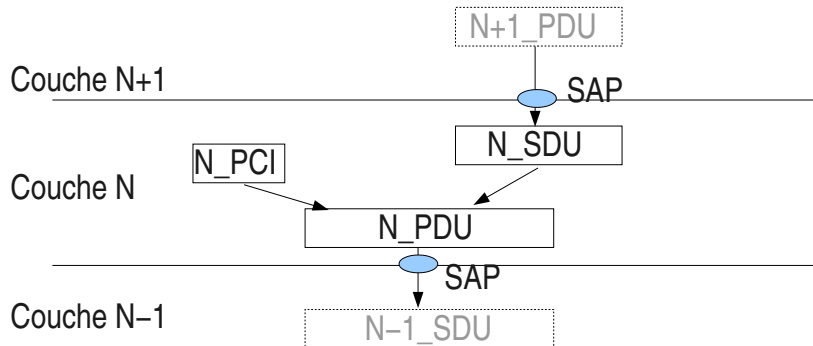 N+1_PDU
Couche N+1
SAP
N_SDU
N_PCI
Couche N
N_PDU
SAP
Couche N−1
N−1_SDU